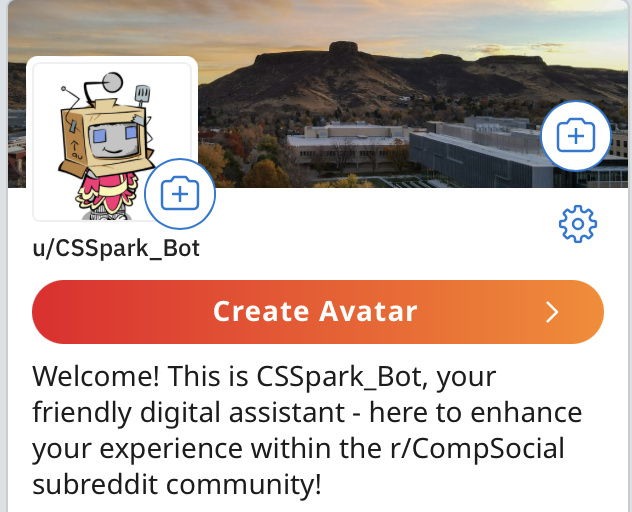 u/CSSpark_Bot
Create Avatar
Welcome! This is CSSpark_Bot, your
friendly digital assistant - here to enhance
your experience within the r/CompSocial
subreddit community!